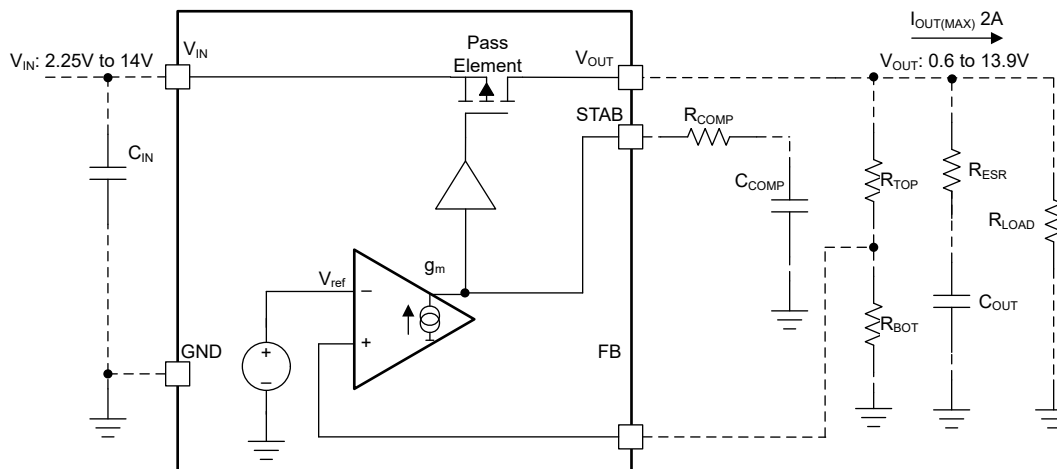 I_OUT(MAX) 2A
V_IN: 2.25V to 14V
V_IN
Pass
Element
V_OUT
V_OUT: 0.6 to 13.9V
STAB
R_COMP
C_IN
C_COMP
R_TOP
R_ESR
R_LOAD
V_ref
g_m
−
+
+
−
GND
FB
R_BOT
C_OUT